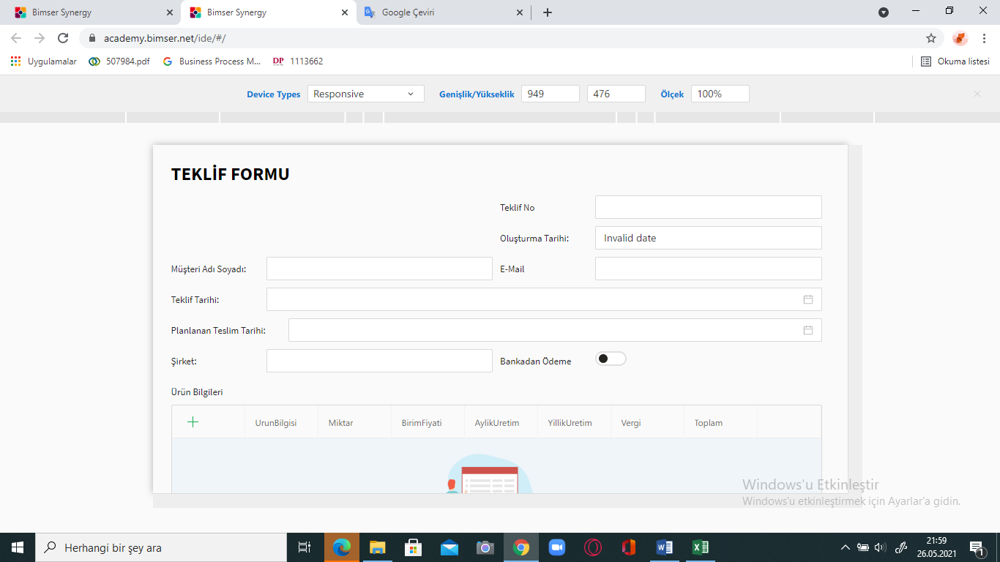 Bimser Synergy
Bimser Synergy
Google Çeviri
academy.bimser.net/ide/#/
Uygulamalar
507984.pdf
Business Process M...
DP 1113662
Okuma listesi
Device Types Responsive Genişlik/Yükseklik 949 476 Ölçek 100%
TEKLİF FORMU
Teklif No
Oluşturma Tarihi: Invalid date
Müşteri Adı Soyadı: E-Mail
Teklif Tarihi:
Planlanan Teslim Tarihi:
Şirket: Bankadan Ödeme
Ürün Bilgileri
UrunBilgisi Miktar BirimFiyati AylikUretim YillikUretim Vergi Toplam
Windows'u Etkinleştir
Windows'u etkinleştirmek için Ayarlar'a gidin.
Herhangi bir şey ara
21:59
26.05.2021
1